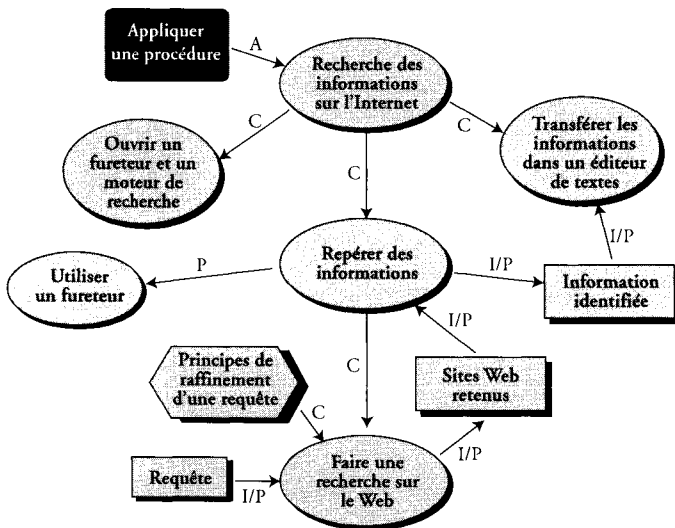 Appliquer
une procédure
A
Recherche des
informations
sur l'Internet
C
C
C
Ouvrir un
fureteur et un
moteur de
recherche
Transférer les
informations
dans un éditeur
de textes
I/P
Repérer des
informations
P
I/P
Utiliser
un fureteur
Information
identifiée
I/P
C
Principes de
raffinement
d'une requête
C
Sites Web
retenus
I/P
Faire une
recherche sur
le Web
Requête
I/P